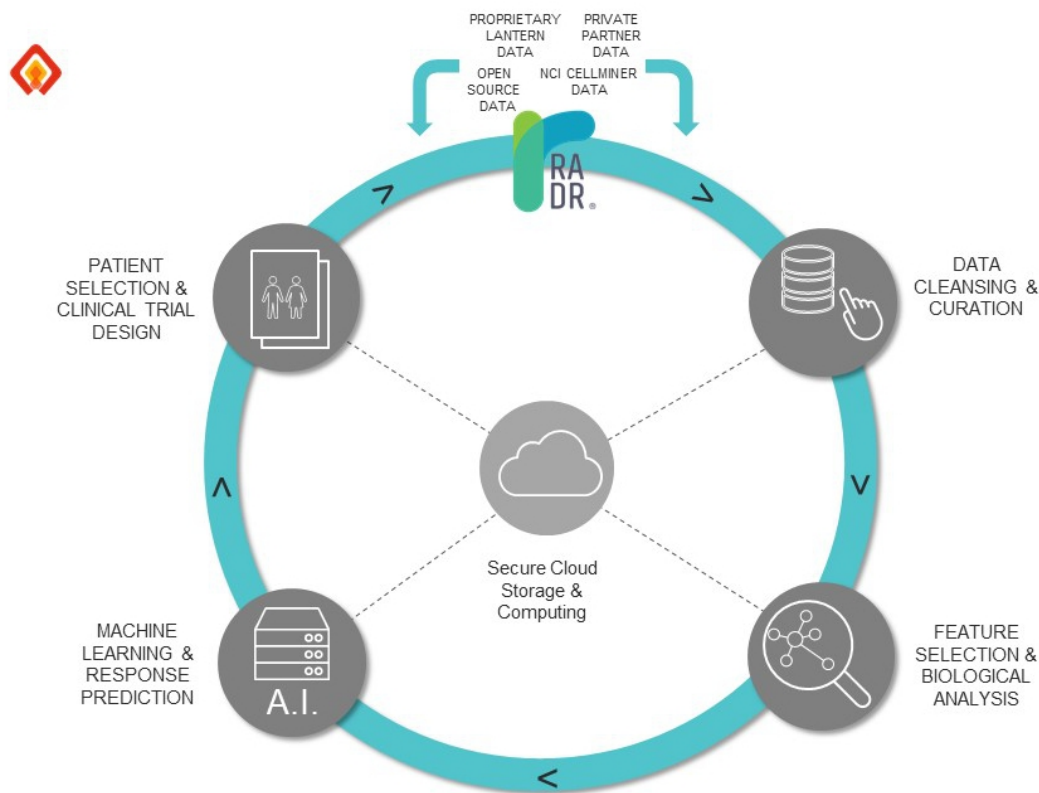 PROPRIETARY
LANTERN
DATA
PRIVATE
PARTNER
DATA
OPEN
SOURCE
DATA
NCI CELLMINER
DATA
RA
DR®
PATIENT
SELECTION &
CLINICAL TRIAL
DESIGN
DATA
CLEANSING &
CURATION
Secure Cloud
Storage &
Computing
MACHINE
LEARNING &
RESPONSE
PREDICTION
A.I.
FEATURE
SELECTION &
BIOLOGICAL
ANALYSIS